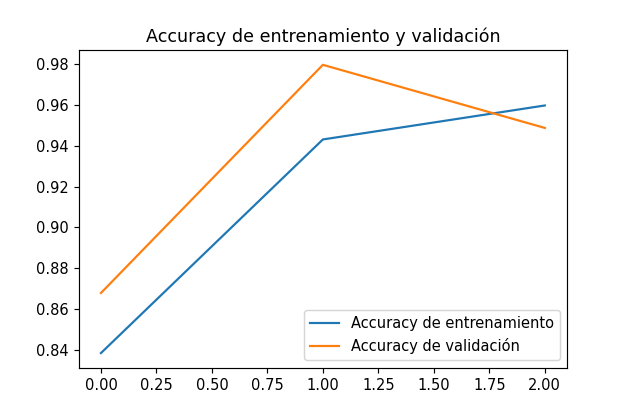 Accuracy de entrenamiento y validación
0.98
0.96
0.94
0.92
0.90
0.88
0.86
0.84
Accuracy de entrenamiento
Accuracy de validación
0.00 0.25 0.50 0.75 1.00 1.25 1.50 1.75 2.00